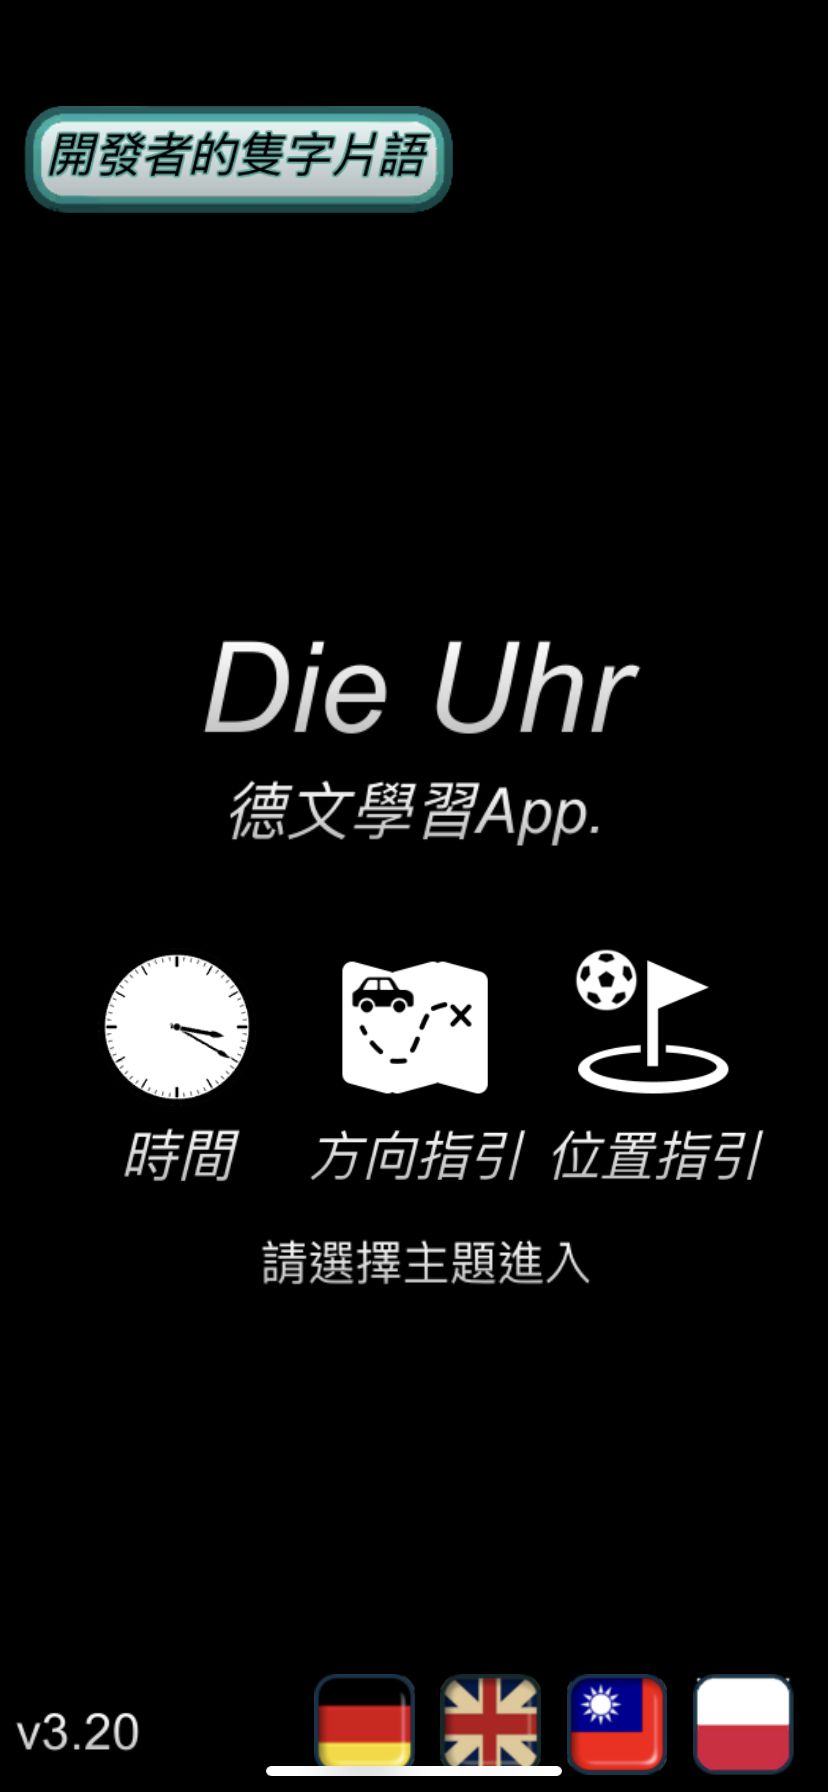 開發者的隻字片語
Die Uhr
德文學習App.
時間 方向指引 位置指引
請選擇主題進入
v3.20